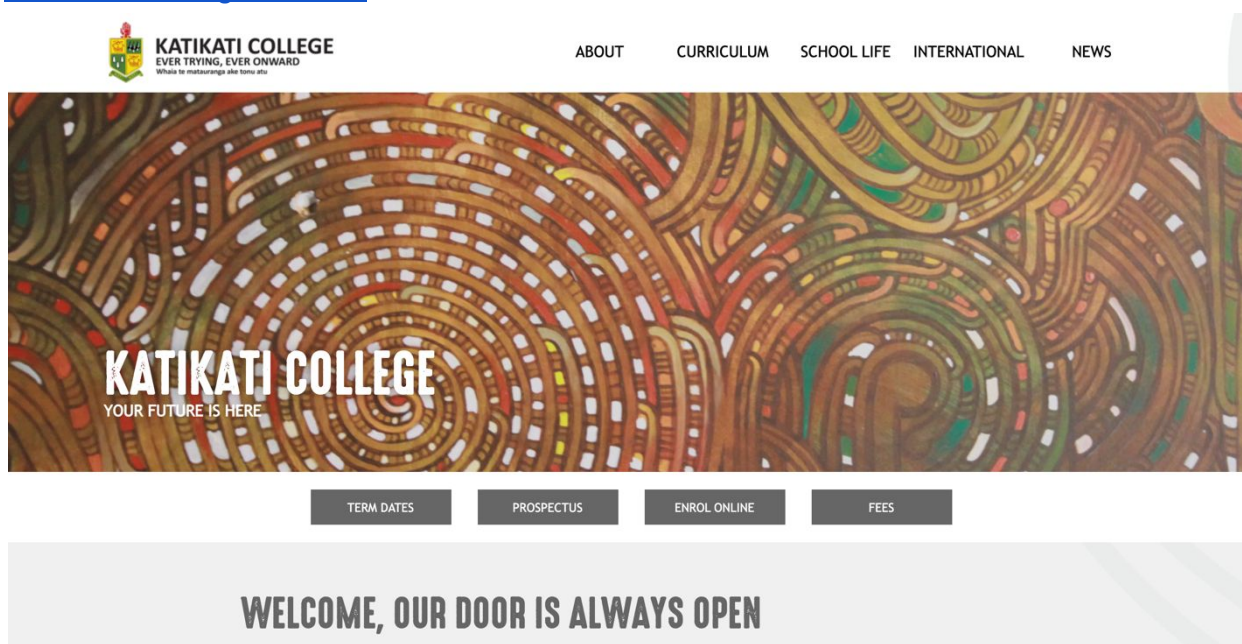 KATIKATI COLLEGE
EVER TRYING, EVER ONWARD
Whaia te matauranga ake tonu atu
ABOUT CURRICULUM SCHOOL LIFE INTERNATIONAL NEWS
KATIKATI COLLEGE
YOUR FUTURE IS HERE
TERM DATES PROSPECTUS ENROL ONLINE FEES
WELCOME, OUR DOOR IS ALWAYS OPEN